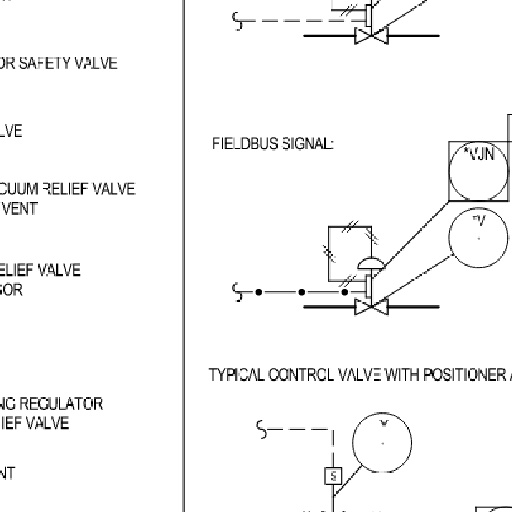 OR SAFETY VALVE
LVE
CUUM RELIEF VALVE
VENT
ELIEF VALVE
SOR
NG REGULATOR
IEF VALVE
NT
FIELDBUS SIGNAL:
*VJN
*V
TYPICAL CONTROL VALVE WITH POSITIONER
S